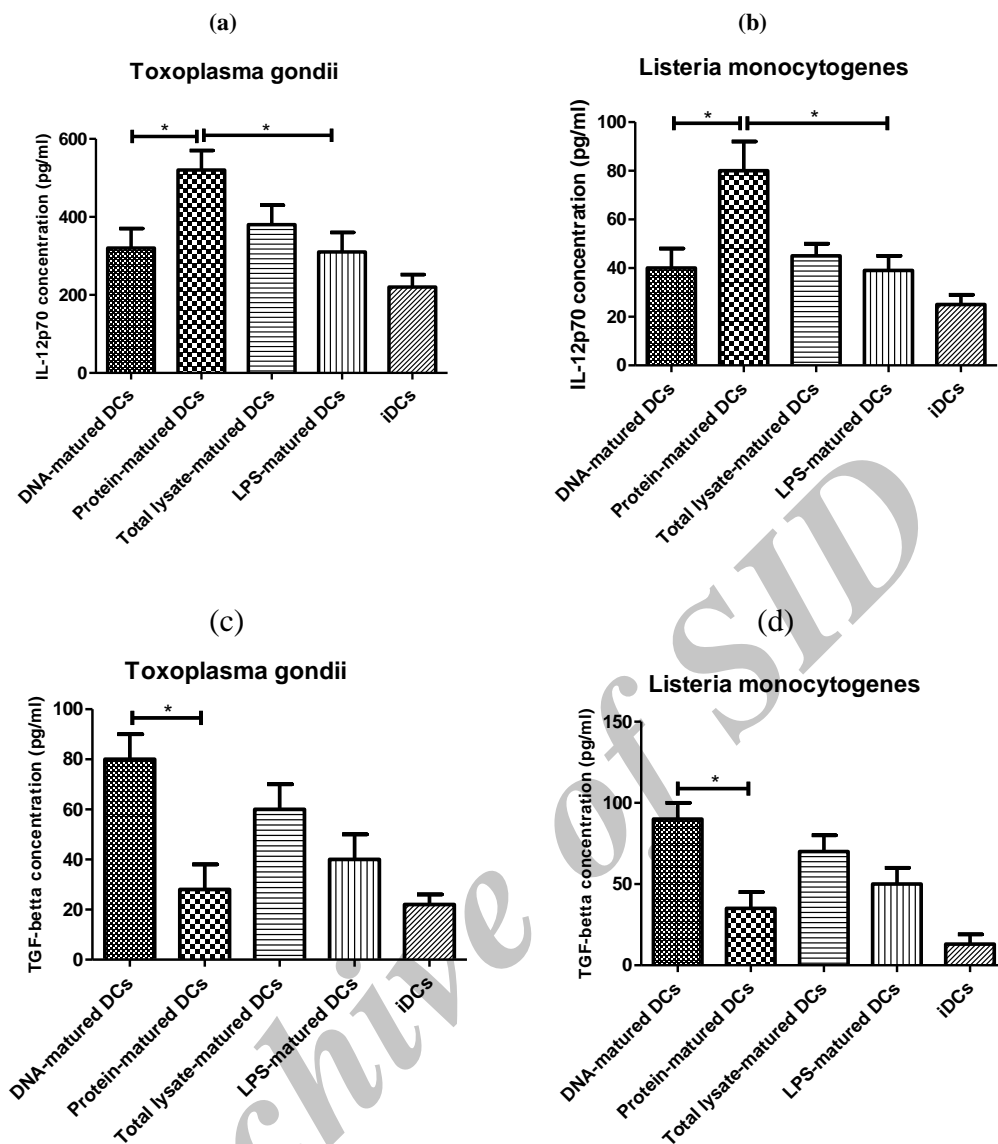 (a)
Toxoplasma gondii
IL-12p70 concentration (pg/ml)
600
400
200
0
*
*
DNA-matured DCs
Protein-matured DCs
Total lysate-matured DCs
LPS-matured DCs
iDCs
(b)
Listeria monocytogenes
IL-12p70 concentration (pg/ml)
100
80
60
40
20
0
*
*
DNA-matured DCs
Protein-matured DCs
Total lysate-matured DCs
LPS-matured DCs
iDCs
(c)
Toxoplasma gondii
TGF-betta concentration (pg/ml)
100
80
60
40
20
0
*
DNA-matured DCs
Protein-matured DCs
Total lysate-matured DCs
LPS-matured DCs
iDCs
(d)
Listeria monocytogenes
TGF-betta concentration (pg/ml)
150
100
50
0
*
DNA-matured DCs
Protein-matured DCs
Total lysate-matured DCs
LPS-matured DCs
iDCs
chive of SID